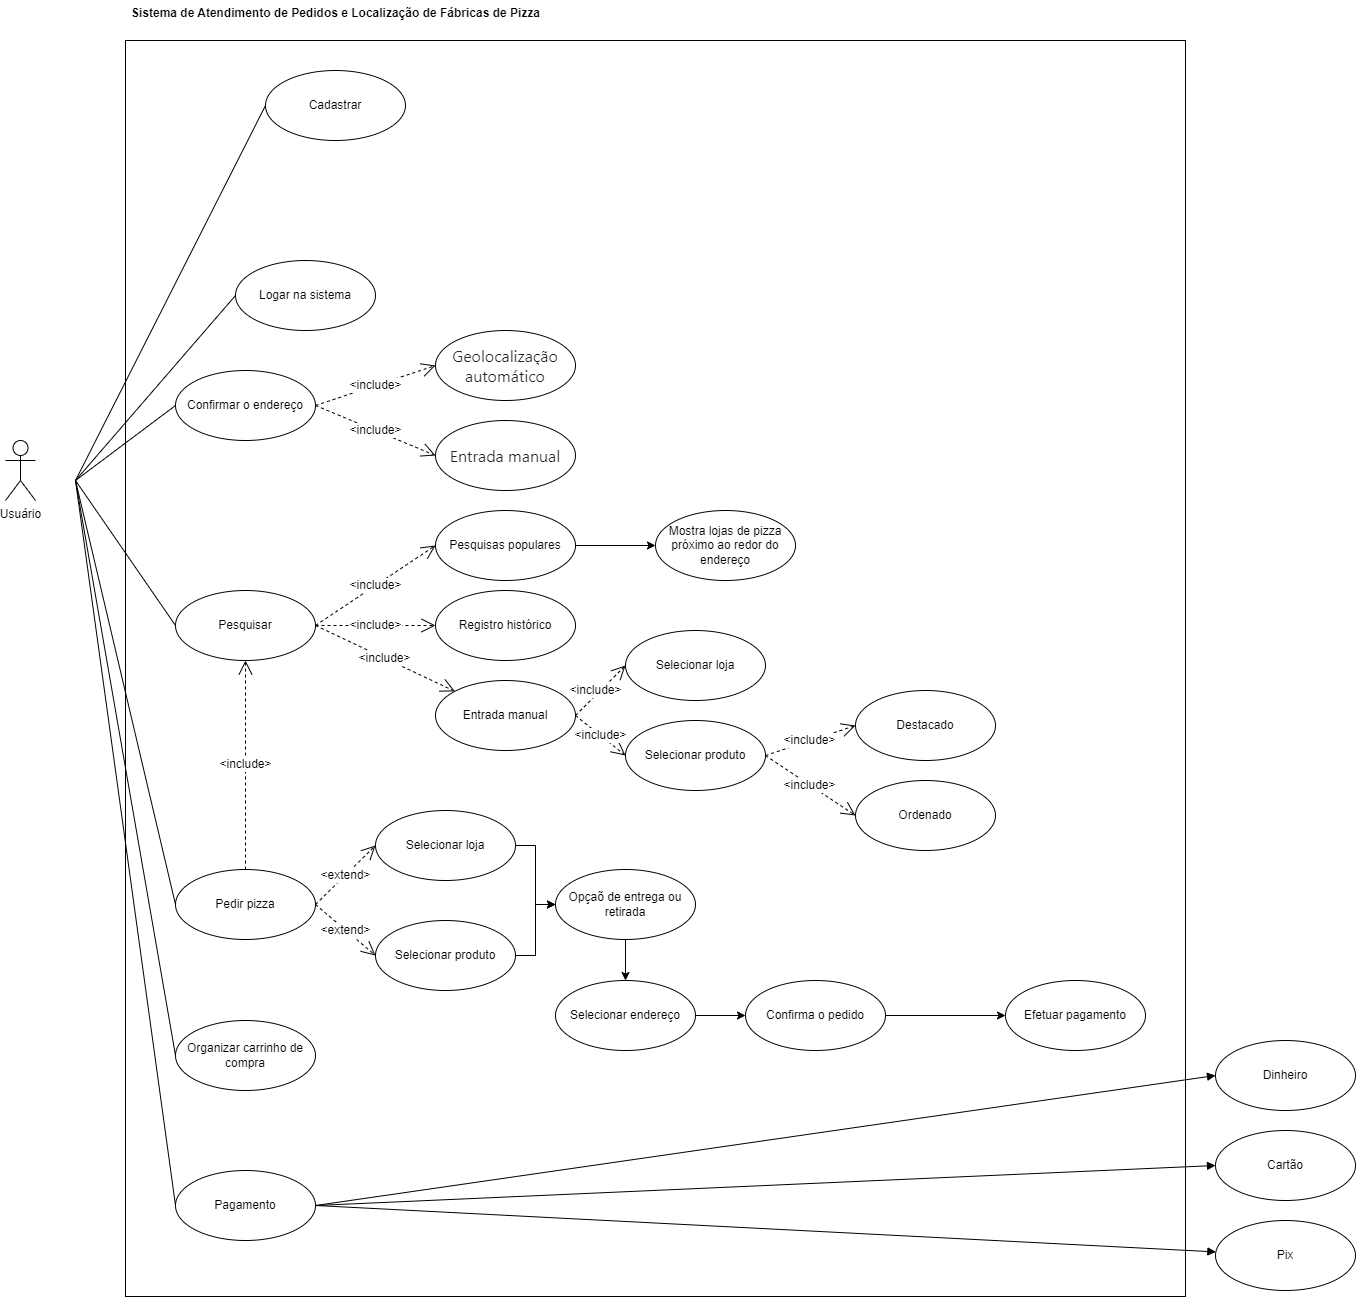 Sistema de Atendimento de Pedidos e Localização de Fábricas de Pizza
Cadastrar
Logar na sistema
Geolocalização
automático
<include>
Confirmar o endereço
<include>
Entrada manual
Usuário
Pesquisas populares
Mostra lojas de pizza
próximo ao redor do
endereço
<include>
Pesquisar
<include>
Registro histórico
<include>
Selecionar loja
<include>
Entrada manual
<include>
Selecionar produto
Destacado
<include>
<include>
Ordenado
<include>
Selecionar loja
<extend>
Pedir pizza
<extend>
Selecionar produto
Opçaõ de entrega ou
retirada
Selecionar endereço
Confirma o pedido
Efetuar pagamento
Organizar carrinho de
compra
Dinheiro
Cartão
Pagamento
Pix